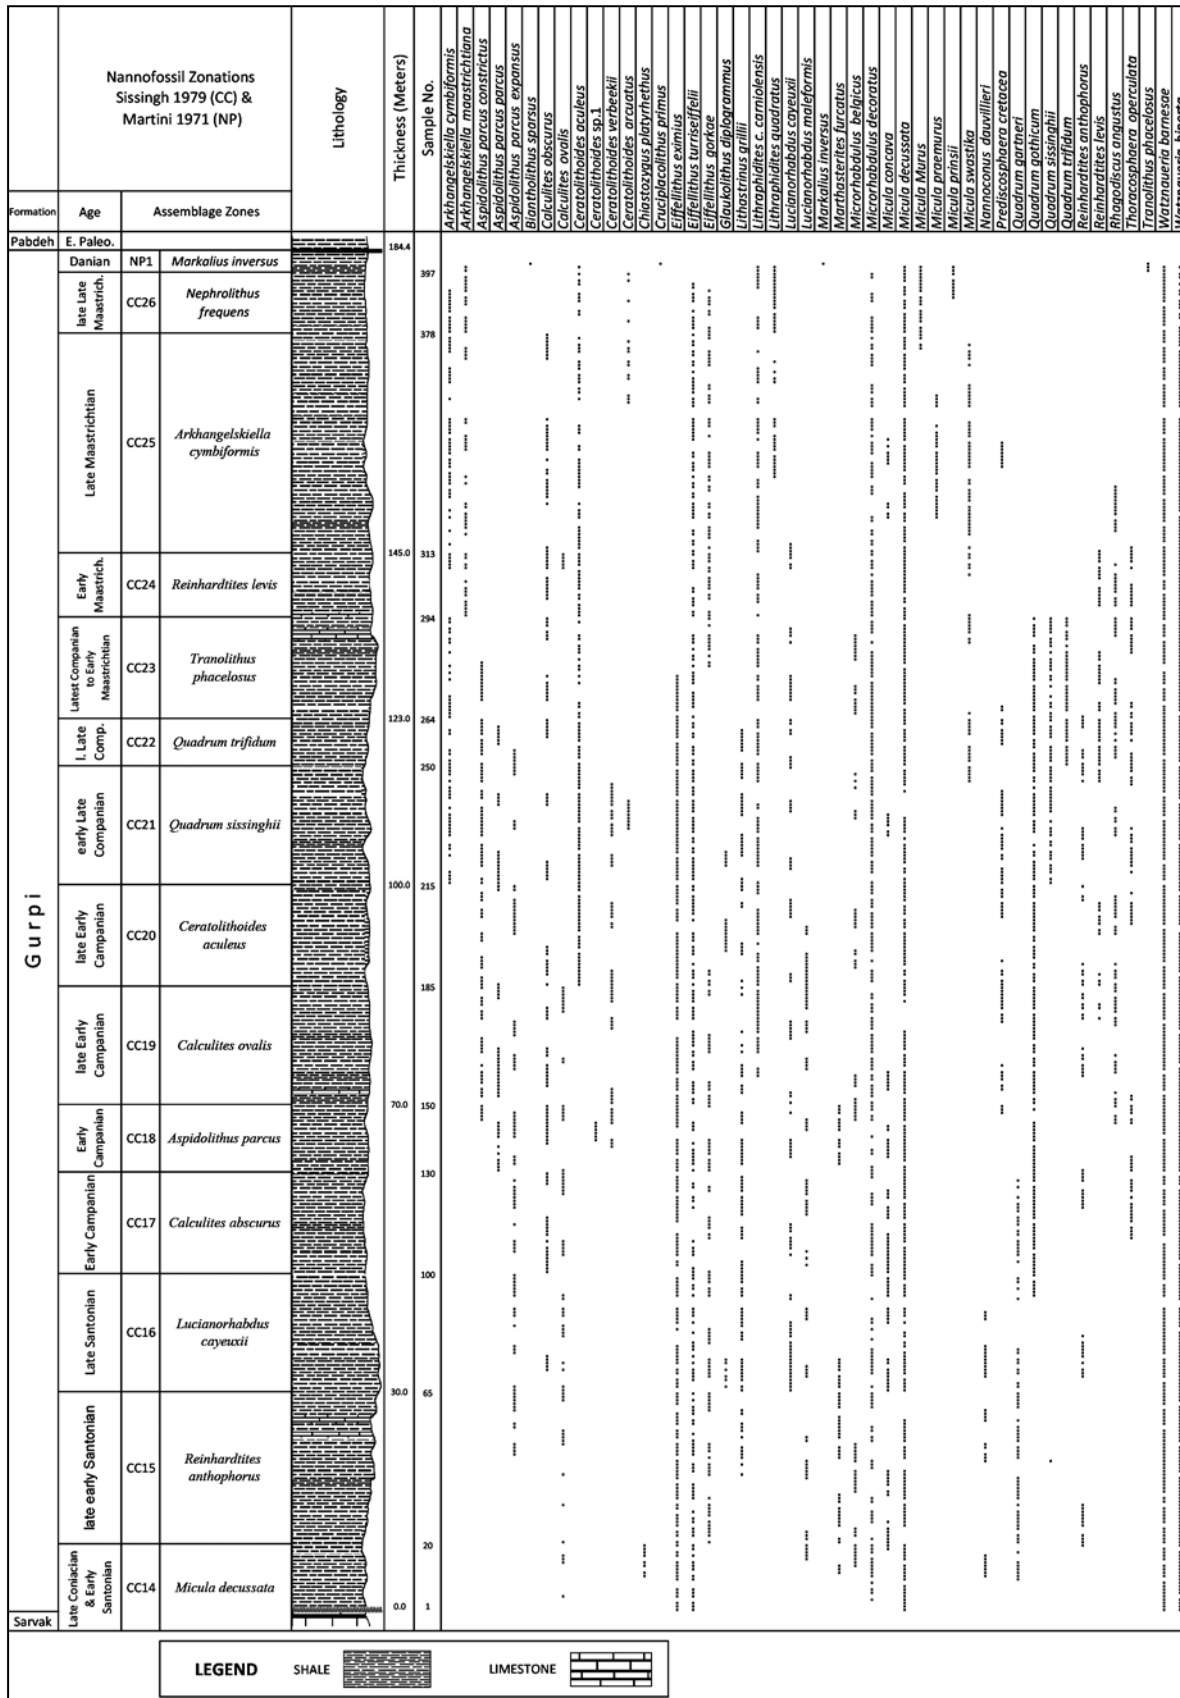 Nannofossil Zonations
Sissingh 1979 (CC) &
Martini 1971 (NP)
Lithology
Thickness (Meters)
Sample No.
Arkhangelskiella cymbiformis
Arkhangelskiella maastrichtiana
Aspidolithus parcus constrictus
Aspidolithus parcus parcus
Aspidolithus parcus expansus
Biantholithus sparsus
Calculites obscurus
Calculites ovalis
Ceratolithoides aculeus
Ceratolithoides sp.1
Ceratolithoides verbeekii
Ceratolithoides arcuatus
Chiastozygus platyrhethus
Cruciplacolithus primus
Eiffellithus eximius
Eiffellithus turriseiffelii
Eiffellithus gorkae
Glaukolithus diplogrammus
Lithastrinus grillii
Lithraphidites c. carniolensis
Lithraphidites quadratus
Lucianorhabdus cayeuxii
Lucianorhabdus maleformis
Markalius inversus
Marthasterites furcatus
Microrhabdulus belgicus
Microrhabdulus decoratus
Micula concava
Micula decussata
Micula Murus
Micula praemurus
Micula prinsii
Micula swastika
Nannoconus dauvillieri
Prediscosphaera cretacea
Quadrum gartneri
Quadrum gothicum
Quadrum sissinghii
Quadrum trifidum
Reinhardtites anthophorus
Reinhardtites levis
Rhagodiscus angustus
Thoracosphaera operculata
Tranolithus phacelosus
Watznaueria barnesae
Watznaueria biporta
Formation
Age
Assemblage Zones
Pabdeh
E. Paleo.
184.4
Danian
NP1
Markalius inversus
397
late Late
Maastrich.
CC26
Nephrolithus
frequens
378
Late Maastrichtian
CC25
Arkhangelskiella
cymbiformis
145.0
313
Early
Maastrich.
CC24
Reinhardtites levis
294
Latest Companian
to Early
Maastrichtian
CC23
Tranolithus
phacelosus
123.0
264
l. Late
Comp.
CC22
Quadrum trifidum
250
early Late
Companian
CC21
Quadrum sissinghii
100.0
215
Gurpi
late Early
Campanian
CC20
Ceratolithoides
aculeus
185
late Early
Campanian
CC19
Calculites ovalis
70.0
150
Early
Campanian
CC18
Aspidolithus parcus
130
Early Campanian
CC17
Calculites abscurus
100
Late Santonian
CC16
Lucianorhabdus
cayeuxii
30.0
65
late early Santonian
CC15
Reinhardtites
anthophorus
20
Late Coniacian
& Early
Santonian
CC14
Micula decussata
0.0
1
Sarvak
LEGEND
SHALE
LIMESTONE